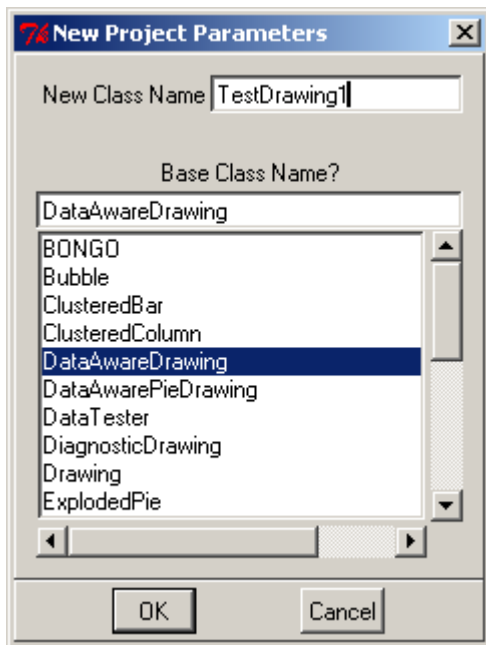 New Project Parameters
New Class Name TestDrawing1
Base Class Name?
DataAwareDrawing
BONGO
Bubble
ClusteredBar
ClusteredColumn
DataAwareDrawing
DataAwarePieDrawing
DataTester
DiagnosticDrawing
Drawing
ExplodedPie
OK Cancel